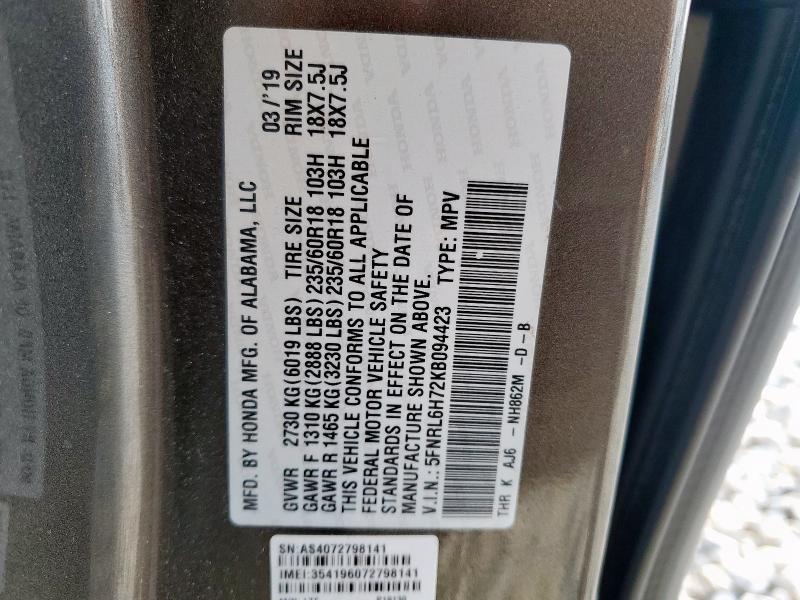 MFD. BY HONDA MFG. OF ALABAMA, LLC 03/'19
GVWR 2730 KG(6019 LBS) TIRE SIZE RIM SIZE
GAWR F 1310 KG(2888 LBS)235/60R18 103H 18X7.5J
GAWR R 1465 KG(3230 LBS)235/60R18 103H 18X7.5J
THIS VEHICLE CONFORMS TO ALL APPLICABLE
FEDERAL MOTOR VEHICLE SAFETY
STANDARDS IN EFFECT ON THE DATE OF
MANUFACTURE SHOWN ABOVE.
V.I.N.: 5FNRL6H72KB094423 TYPE: MPV
THR K AJ6 - NH862M -D-B
SN:AS4072798141
IMEI:354196072798141